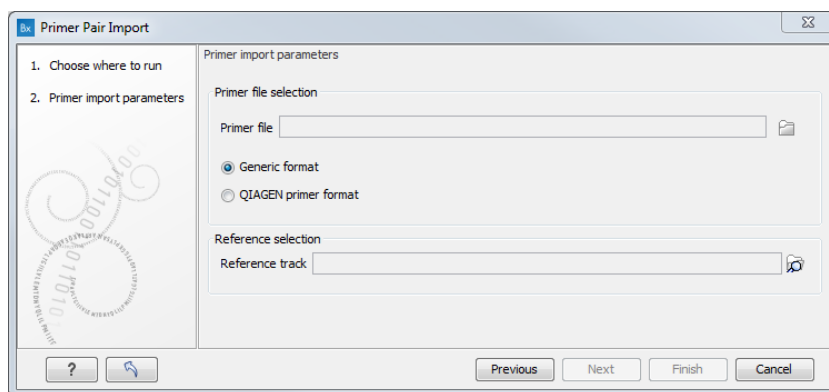 Bx Primer Pair Import
1. Choose where to run
2. Primer import parameters
Primer import parameters
Primer file selection
Primer file
Generic format
QIAGEN primer format
Reference selection
Reference track
?
Previous
Next
Finish
Cancel